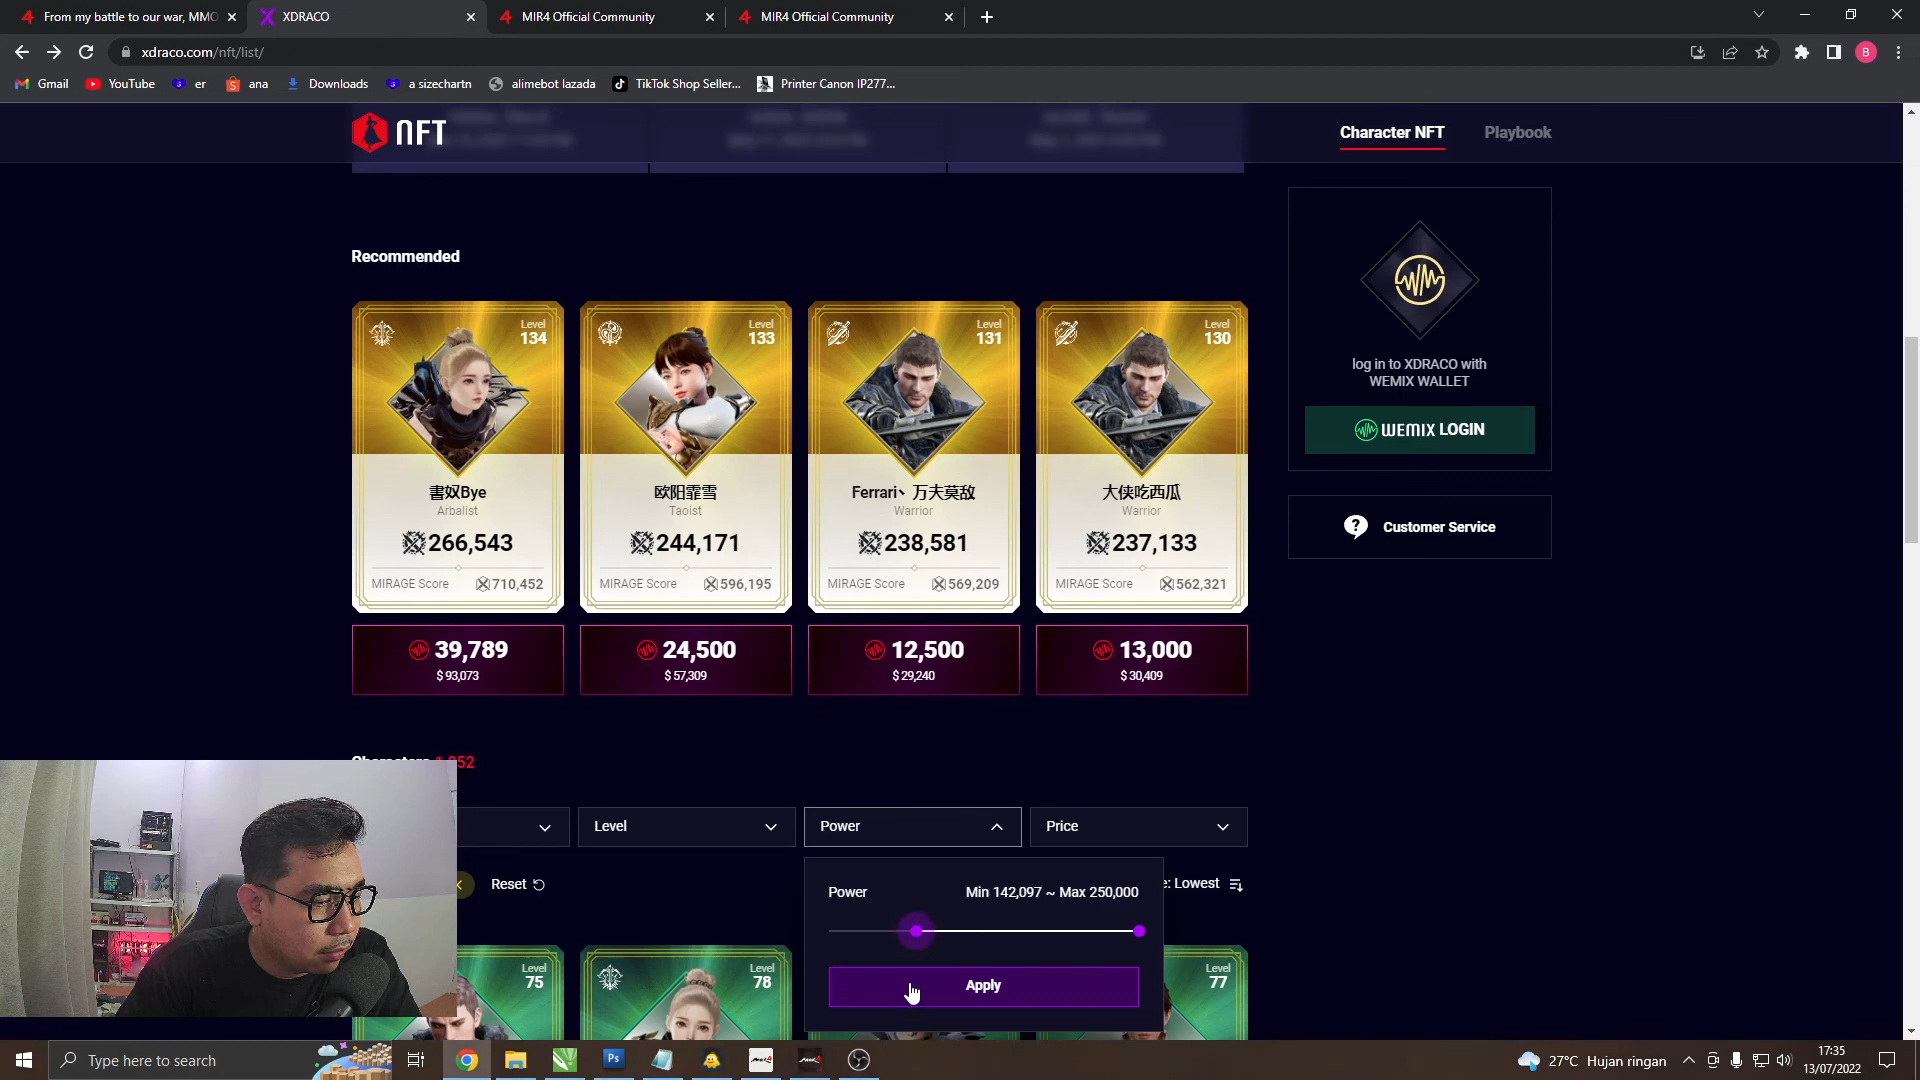 From my battle to our war, MMO
XDRACO
MIR4 Official Community
MIR4 Official Community
xdraco.com/nft/list/
B
Gmail
YouTube
er
ana
Downloads
a sizechartn
alimebot lazada
TikTok Shop Seller...
Printer Canon IP277...
NFT
Character NFT
Playbook
Recommended
Level
134
書奴Bye
Arbalist
266,543
MIRAGE Score
710,452
39,789
$ 93,073
Level
133
欧阳霏雪
Taoist
244,171
MIRAGE Score
596,195
24,500
$ 57,309
Level
131
Ferrari丶万夫莫敌
Warrior
238,581
MIRAGE Score
569,209
12,500
$ 29,240
Level
130
大侠吃西瓜
Warrior
237,133
MIRAGE Score
562,321
13,000
$ 30,409
log in to XDRACO with
WEMIX WALLET
WEMIX LOGIN
Customer Service
Level
Power
Price
Reset
Power
Min 142,097 ~ Max 250,000
Apply
e: Lowest
Level
75
Level
78
Level
77
Type here to search
Ps
27°C Hujan ringan
17:35
13/07/2022